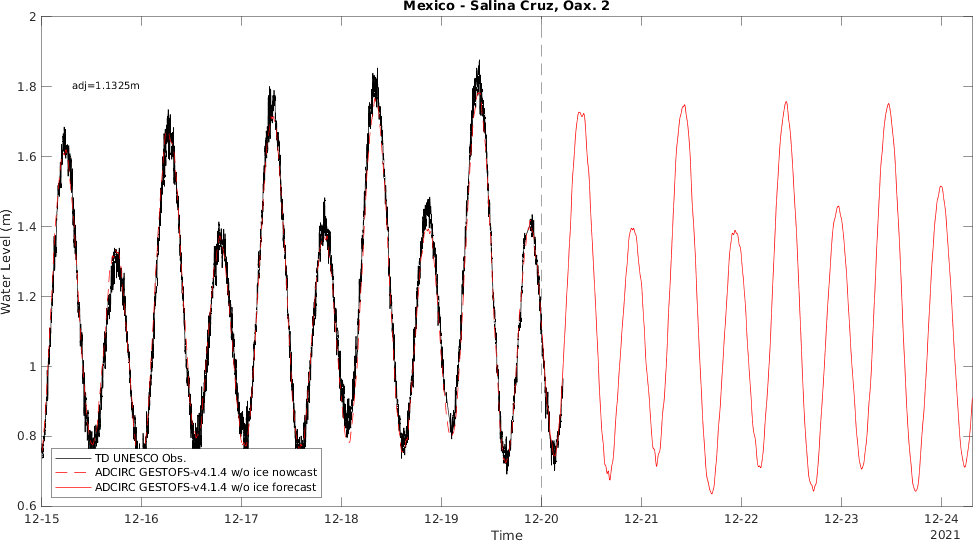 Mexico - Salina Cruz, Oax. 2
2
1.8
1.6
1.4
1.2
1
0.8
0.6
Water Level (m)
adj=1.1325m
TD UNESCO Obs.
ADCIRC GESTOFS-v4.1.4 w/o ice nowcast
ADCIRC GESTOFS-v4.1.4 w/o ice forecast
12-15 12-16 12-17 12-18 12-19 12-20 12-21 12-22 12-23 12-24
Time
2021